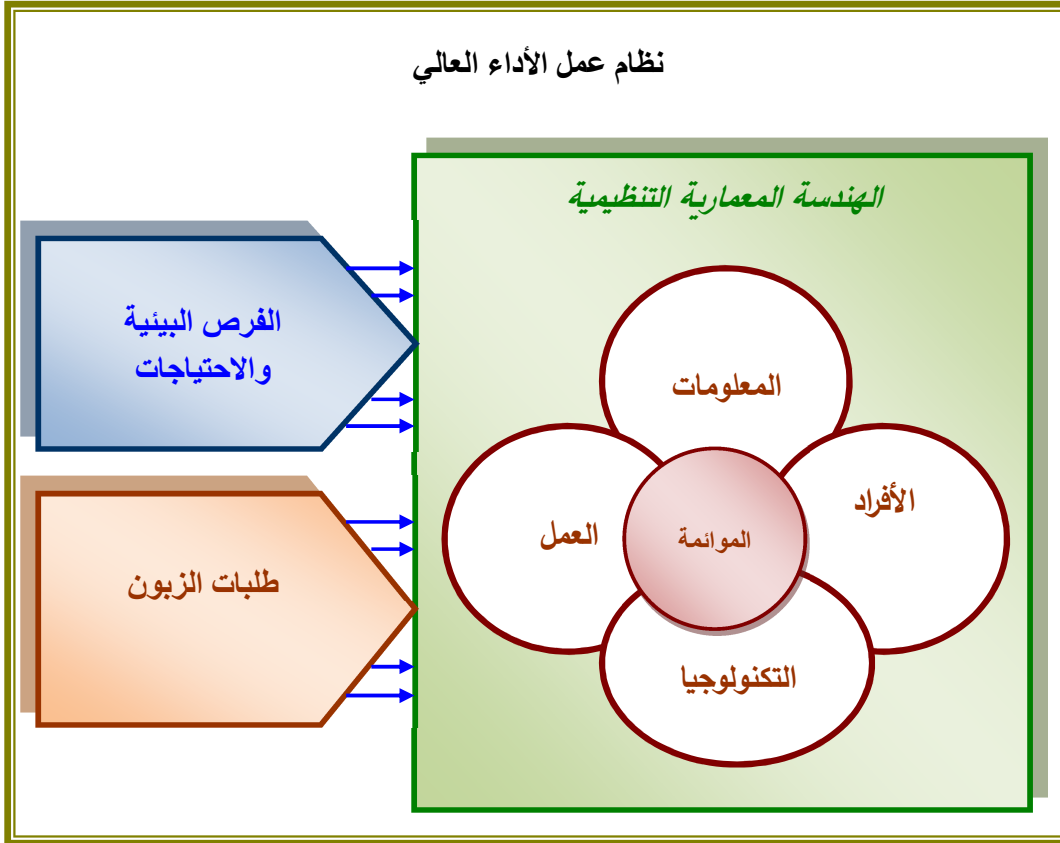 نظام عمل الأداء العالي
الهندسة المعمارية التنظيمية
الفرص البيئية
والاحتياجات
المعلومات
الأفراد
الموائمة
العمل
طلبات الزبون
التكنولوجيا